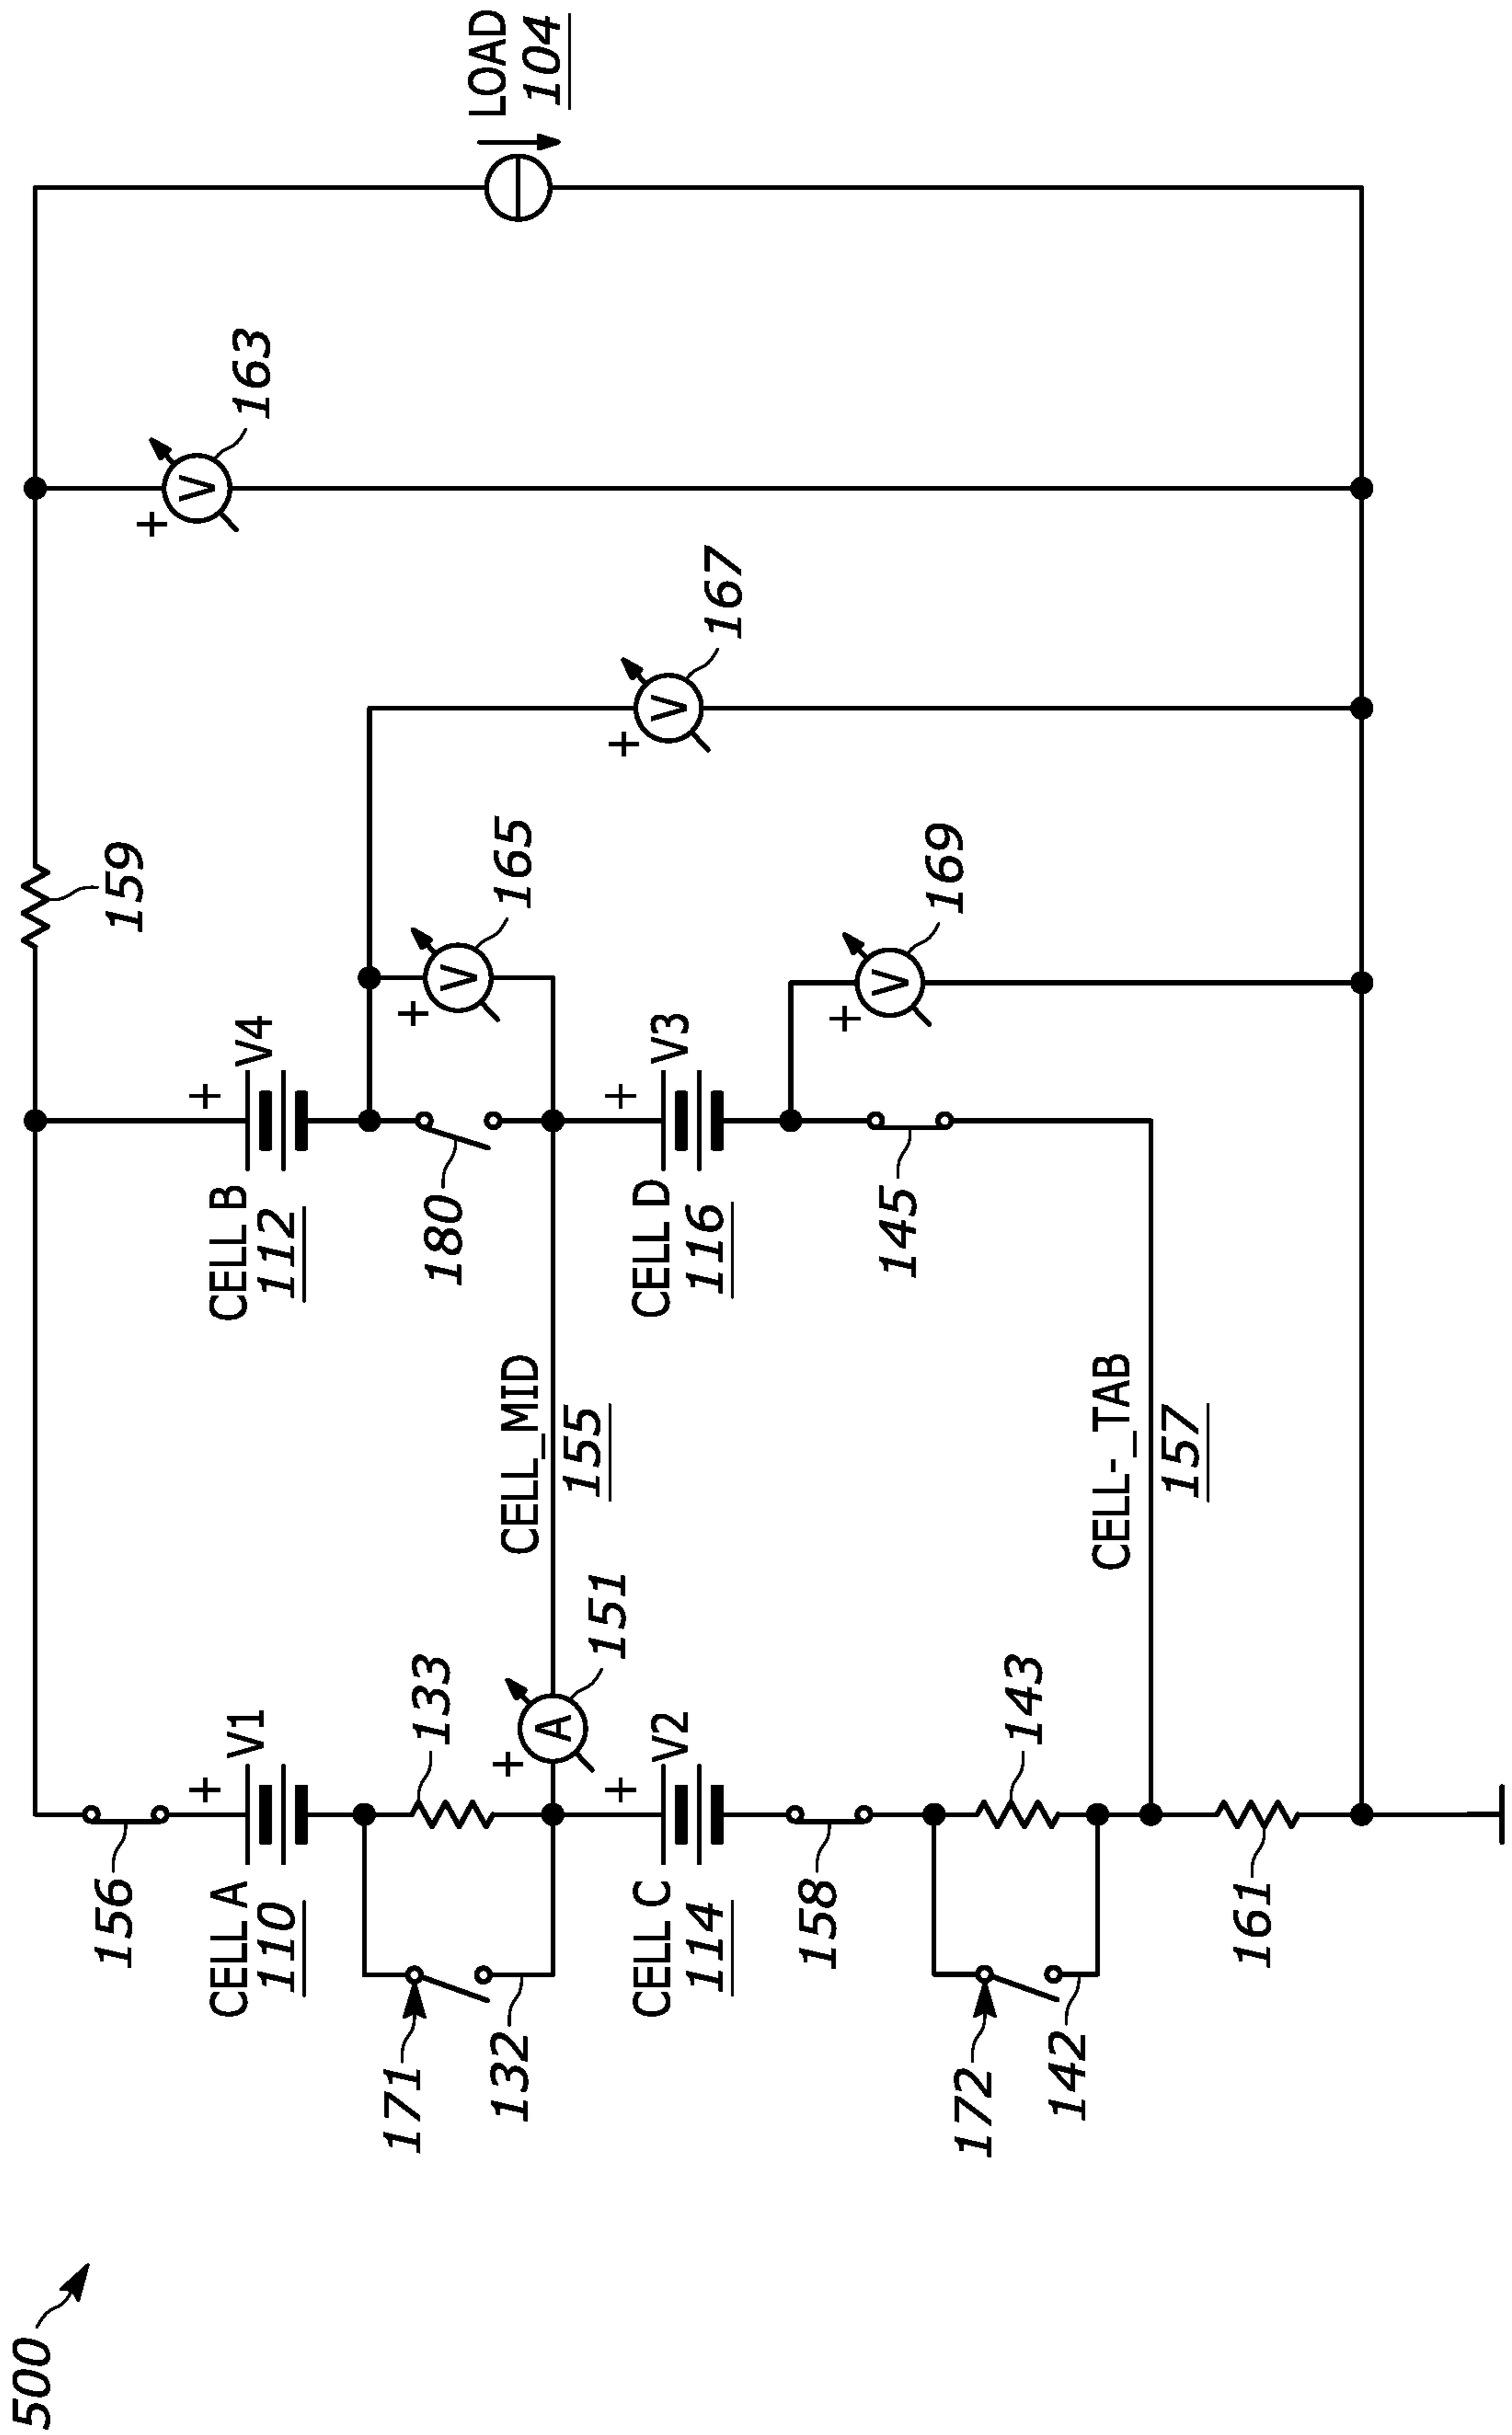 500
156
CELL A
110
V1
171
132
133
151
CELL_MID
155
CELL B
112
V4
180
159
165
167
163
LOAD
104
CELL C
114
V2
158
172
142
143
161
CELL-_TAB
157
CELL D
116
V3
145
169
+
+
+
+
+
+
+
+
+
A
V
V
V
V